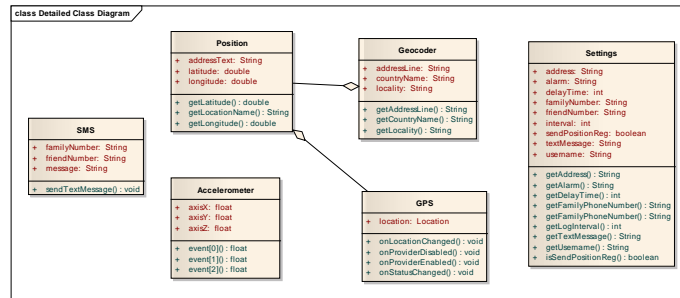 class Detailed Class Diagram
Position
+ addressText: String
+ latitude: double
+ longitude: double
+ getLatitude() : double
+ getLocationName() : String
+ getLongitude() : double
Geocoder
+ addressLine: String
+ countryName: String
+ locality: String
+ getAddressLine() : String
+ getCountryName() : String
+ getLocality() : String
Settings
+ address: String
+ alarm: String
+ delayTime: int
+ familyNumber: String
+ friendNumber: String
+ interval: int
+ sendPositionReg: boolean
+ textMessage: String
+ username: String
+ getAddress() : String
+ getAlarm() : String
+ getDelayTime() : int
+ getFamilyPhoneNumber() : String
+ getFamilyPhoneNumber() : String
+ getLogInterval() : int
+ getTextMessage() : String
+ getUsername() : String
+ isSendPositionReg() : boolean
SMS
+ familyNumber: String
+ friendNumber: String
+ message: String
+ sendTextMessage() : void
Accelerometer
+ axisX: float
+ axisY: float
+ axisZ: float
+ event[0]() : float
+ event[1]() : float
+ event[2]() : float
GPS
+ location: Location
+ onLocationChanged() : void
+ onProviderDisabled() : void
+ onProviderEnabled() : void
+ onStatusChanged() : void